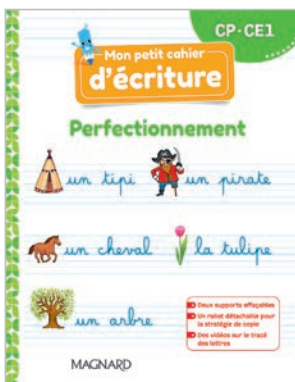 CP·CE1
Mon petit cahier
d'écriture
Perfectionnement
un tipi un pirate
un cheval la tulipe
un arbre
Deux supports effaçables
Un rabat détachable pour
la stratégie de copie
Des vidéos sur le tracé
des lettres
MAGNARD